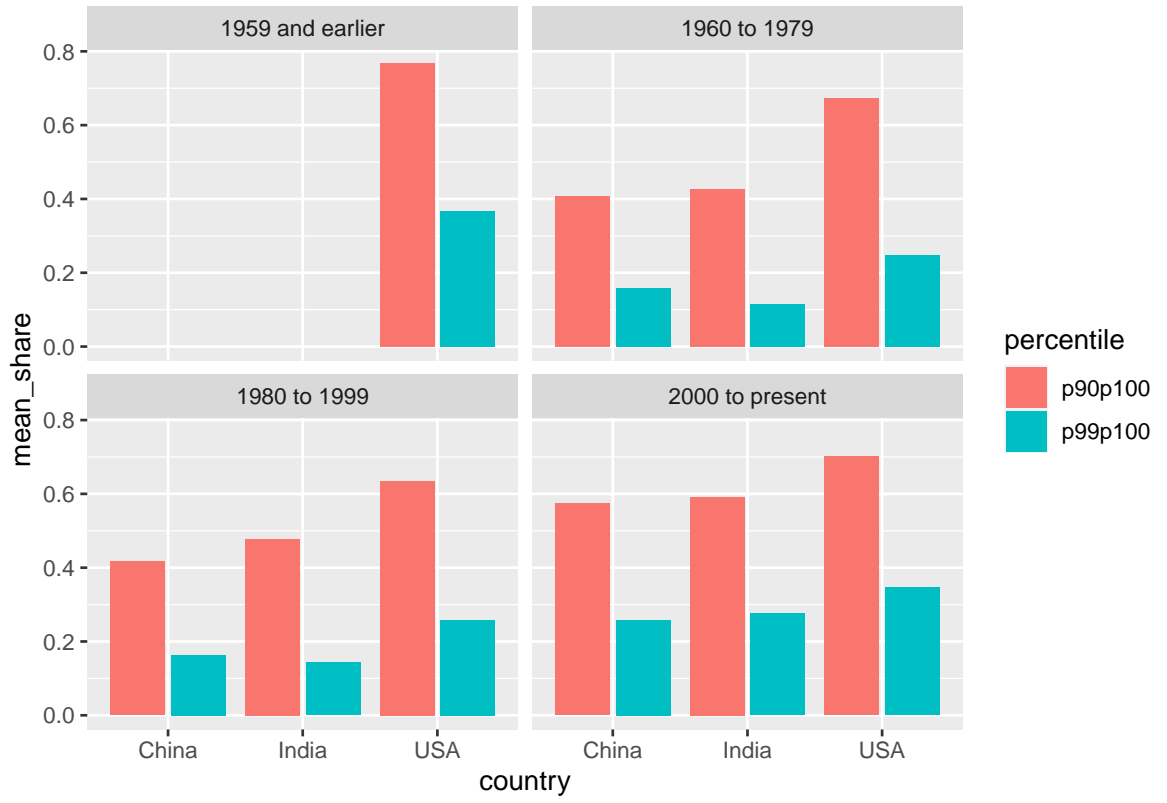 1959 and earlier
1960 to 1979
0.8
0.6
0.4
0.2
0.0
1980 to 1999
2000 to present
0.8
0.6
0.4
0.2
0.0
China
India
USA
China
India
USA
country
mean_share
percentile
p90p100
p99p100